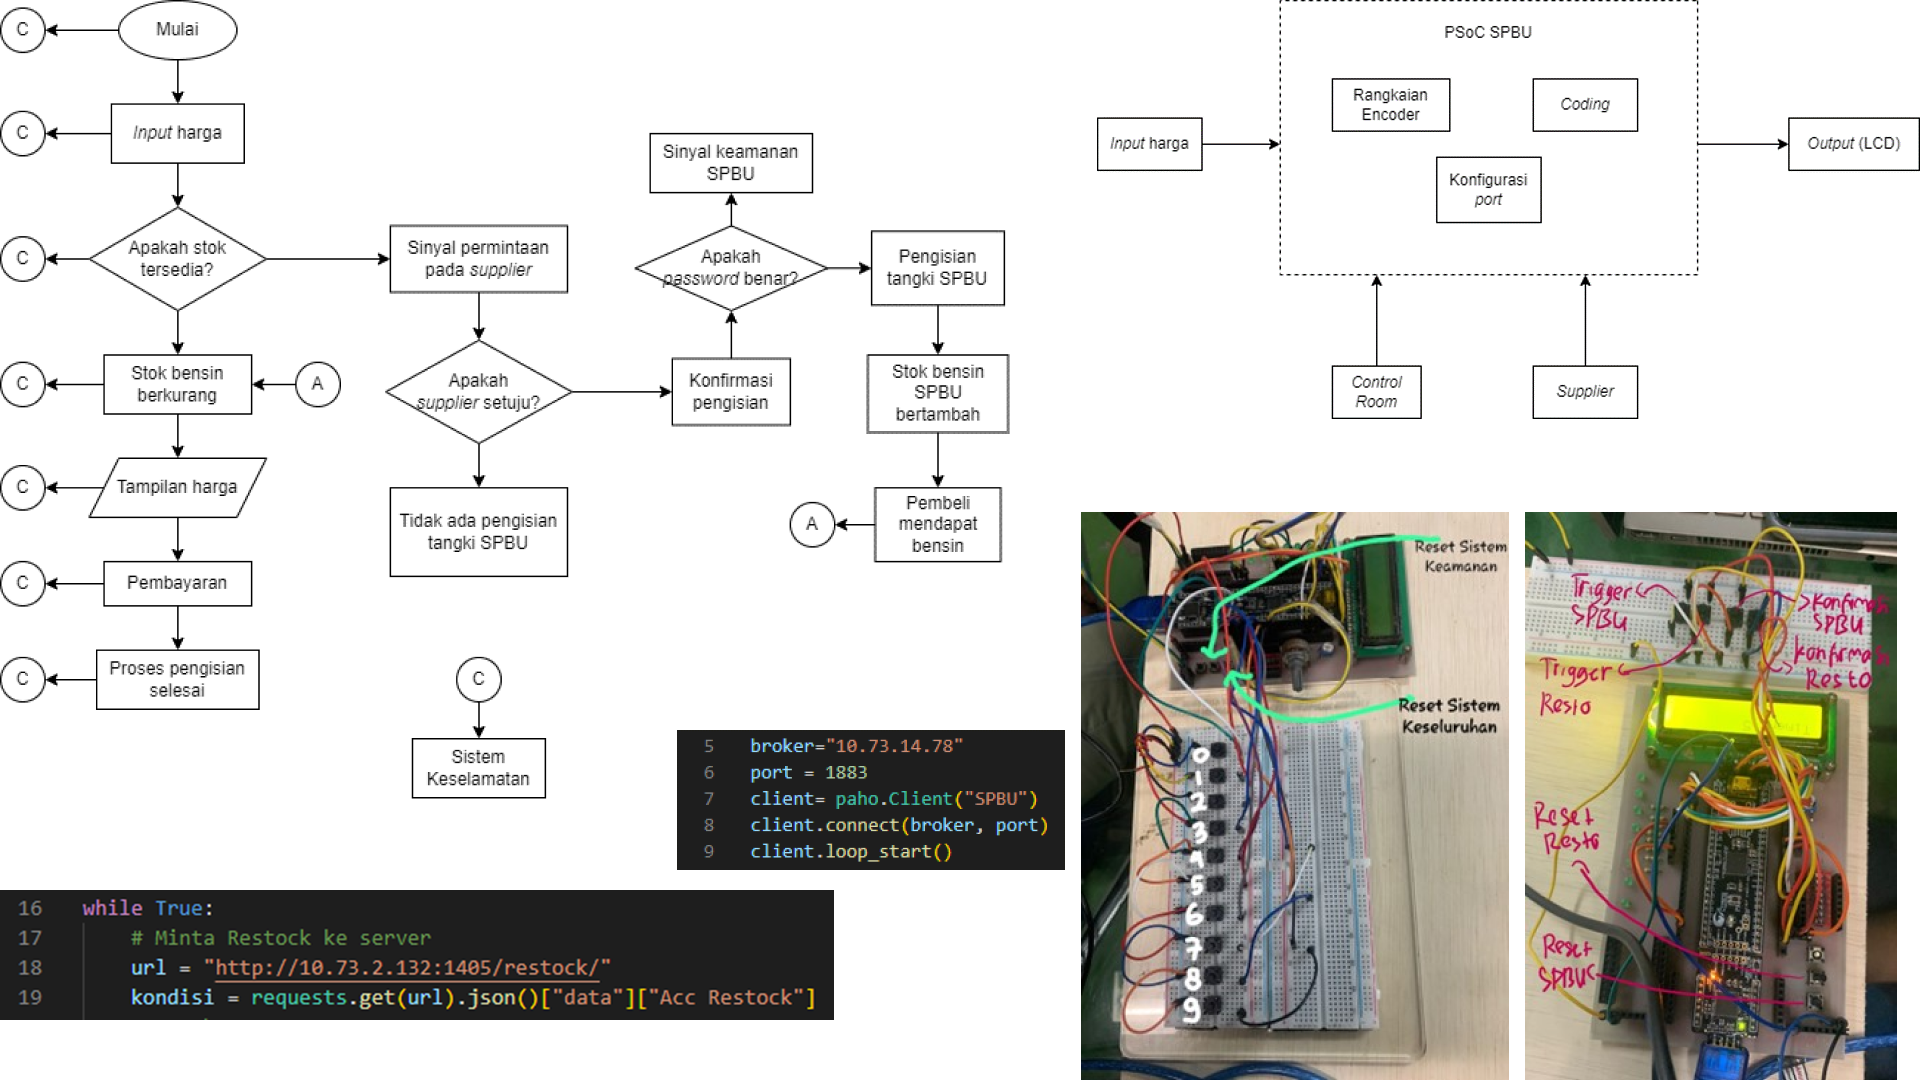 C
Mulai
C
Input harga
C
Apakah stok
tersedia?
C
Stok bensin
berkurang
A
C
Tampilan harga
C
Pembayaran
C
Proses pengisian
selesai
Sinyal permintaan
pada supplier
Apakah
supplier setuju?
Tidak ada pengisian
tangki SPBU
Sinyal keamanan
SPBU
Apakah
password benar?
Konfirmasi
pengisian
Pengisian
tangki SPBU
Stok bensin
SPBU
bertambah
Pembeli
mendapat
bensin
A
C
Sistem
Keselamatan
PSoC SPBU
Rangkaian
Encoder
Coding
Konfigurasi
port
Input harga
Output (LCD)
Control
Room
Supplier
5 broker="10.73.14.78"
6 port = 1883
7 client= paho.Client("SPBU")
8 client.connect(broker, port)
9 client.loop_start()
16 while True:
17 # Minta Restock ke server
18 url = "http://10.73.2.132:1405/restock/"
19 kondisi = requests.get(url).json()["data"]["Acc Restock"]
Reset Sistem
Keamanan
Reset Sistem
Keseluruhan
0
1
2
3
4
5
6
7
8
9
Trigger
SPBU
Konfirmasi
SPBU
Trigger
Resto
Konfirmasi
Resto
Reset
Resto
Reset
SPBU